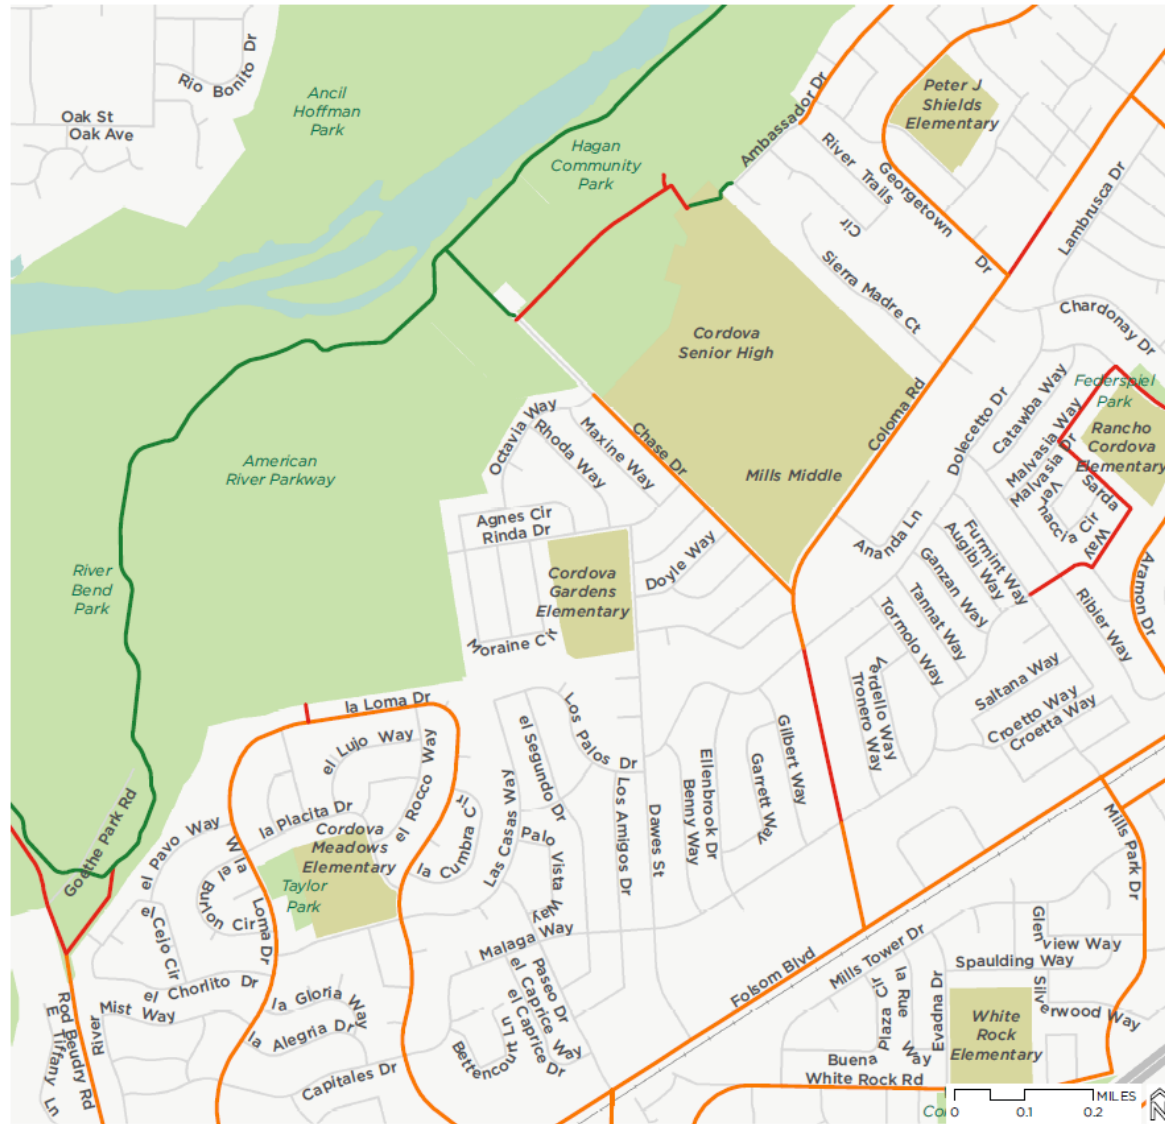 Rio Bonito Dr
Oak St
Oak Ave
Ancil
Hoffman
Park
Hagan
Community
Park
Ambassador Dr
River Trails
Cir
Georgetown
Dr
Peter J
Shields
Elementary
Lambrusca Dr
Sierra Madre Ct
Chardonay Dr
Cordova
Senior High
Coloma Rd
Federspiel
Park
Rancho
Cordova
Elementary
Dolecetto Dr
Catawba Way
Malvasia Way
Malvasia Dr
Vernaccia Cir
Sarda
Way
Octavia Way
Rhoda Way
Maxine Way
Chase Dr
Mills Middle
American
River Parkway
Agnes Cir
Rinda Dr
Cordova
Gardens
Elementary
Doyle Way
Ananda Ln
Furmint Way
Augibi Way
Ganzan Way
Tannat Way
Tormolo Way
Aramon Dr
Ribier Way
River
Bend
Park
Moraine Cir
Verdello Way
Tronero Way
Saltana Way
Croetto Way
Croetta Way
la Loma Dr
el Lujo Way
el Rocco Way
Los Palos Dr
el Segundo Dr
Gilbert Way
Garrett Way
Ellenbrook Dr
Benny Way
Dawes St
Los Amigos Dr
Las Casas Way
Palo Vista
Way
Goethe Park Rd
el Pavo Way
la Placita Dr
Cordova
Meadows
Elementary
la Cumbra Cir
Taylor
Park
el Burlon Cir
W la
Loma Dr
el Cejo Cir
el Chorlito Dr
Mist Way
River
la Gloria Way
la Alegria Dr
Capitales Dr
Rod Beudry Rd
E Tiffany Ln
Malaga Way
Paseo Dr
el Caprice Way
el Caprice Dr
Bettencourt Ln
Folsom Blvd
Mills Park Dr
Mills Tower Dr
Glenview Way
Spaulding Way
Silverwood Way
Plaza Cir
la Rue Way
Evadna Dr
Buena
White Rock Rd
White
Rock
Elementary
MILES
0 0.1 0.2
N